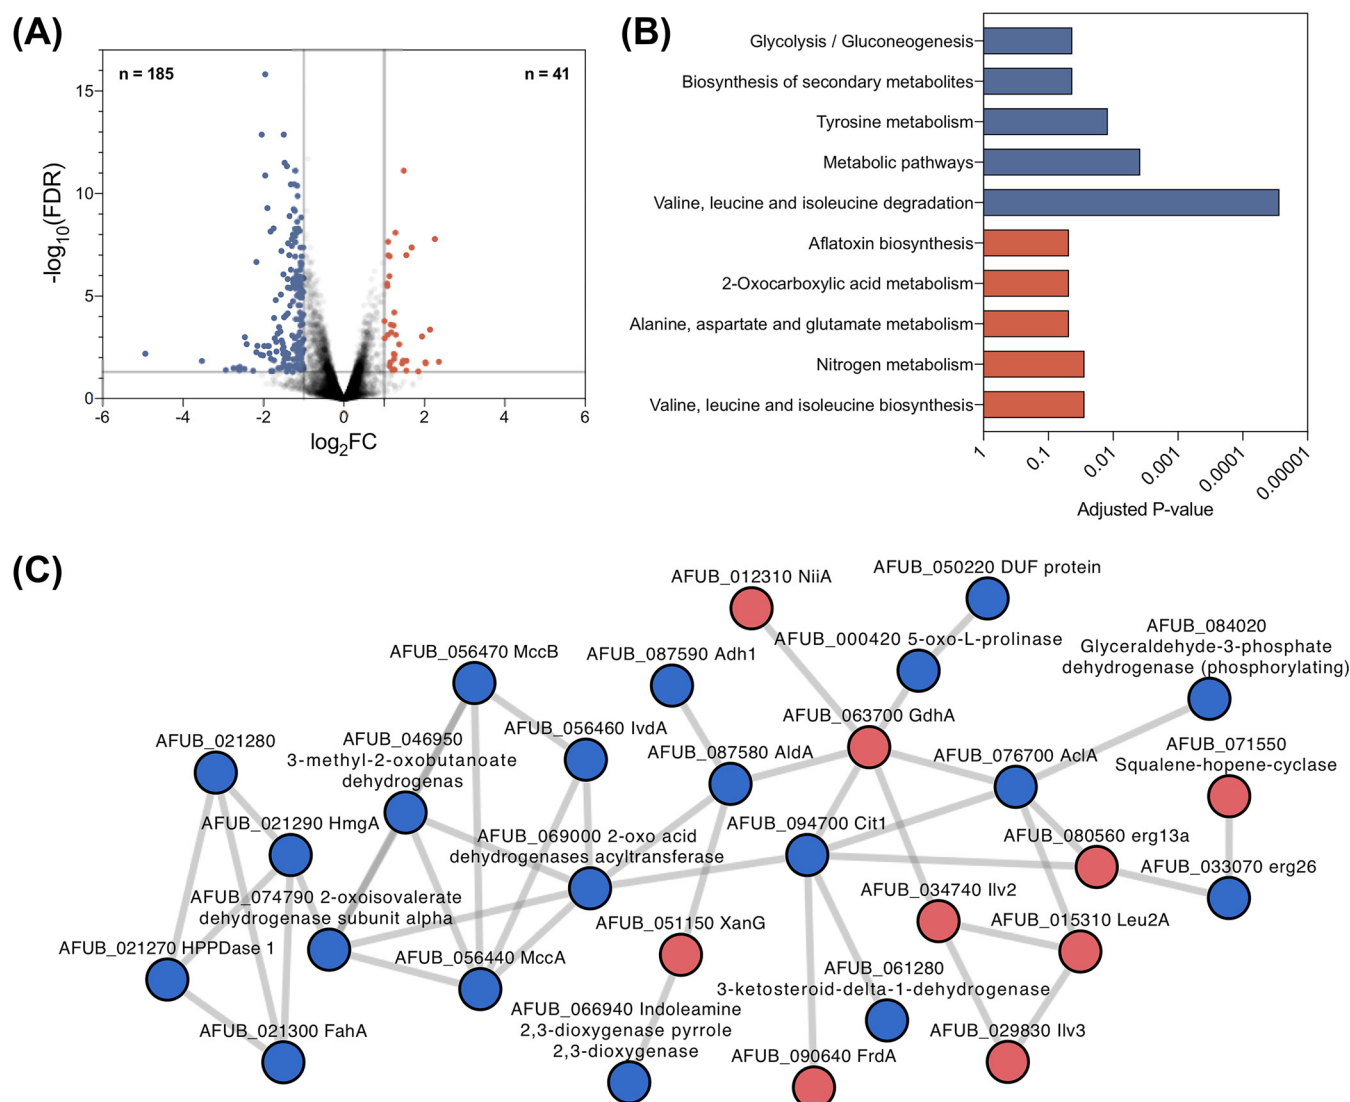 (A)
n = 185
n = 41
15
10
5
0
-6
-4
-2
0
2
4
6
-log10(FDR)
log2FC
(B)
Glycolysis / Gluconeogenesis
Biosynthesis of secondary metabolites
Tyrosine metabolism
Metabolic pathways
Valine, leucine and isoleucine degradation
Aflatoxin biosynthesis
2-Oxocarboxylic acid metabolism
Alanine, aspartate and glutamate metabolism
Nitrogen metabolism
Valine, leucine and isoleucine biosynthesis
1
0.1
0.01
0.001
0.0001
0.00001
Adjusted P-value
(C)
AFUB_012310 NiiA
AFUB_050220 DUF protein
AFUB_000420 5-oxo-L-prolinase
AFUB_084020
Glyceraldehyde-3-phosphate
dehydrogenase (phosphorylating)
AFUB_056470 MccB
AFUB_087590 Adh1
AFUB_063700 GdhA
AFUB_021280
AFUB_046950
3-methyl-2-oxobutanoate
dehydrogenas
AFUB_056460 IvdA
AFUB_087580 AldA
AFUB_076700 AclA
AFUB_071550
Squalene-hopene-cyclase
AFUB_021290 HmgA
AFUB_069000 2-oxo acid
dehydrogenases acyltransferase
AFUB_094700 Cit1
AFUB_080560 erg13a
AFUB_033070 erg26
AFUB_074790 2-oxoisovalerate
dehydrogenase subunit alpha
AFUB_034740 Ilv2
AFUB_051150 XanG
AFUB_015310 Leu2A
AFUB_021270 HPPDase 1
AFUB_056440 MccA
AFUB_061280
3-ketosteroid-delta-1-dehydrogenase
AFUB_066940 Indoleamine
2,3-dioxygenase pyrrole
2,3-dioxygenase
AFUB_021300 FahA
AFUB_090640 FrdA
AFUB_029830 Ilv3